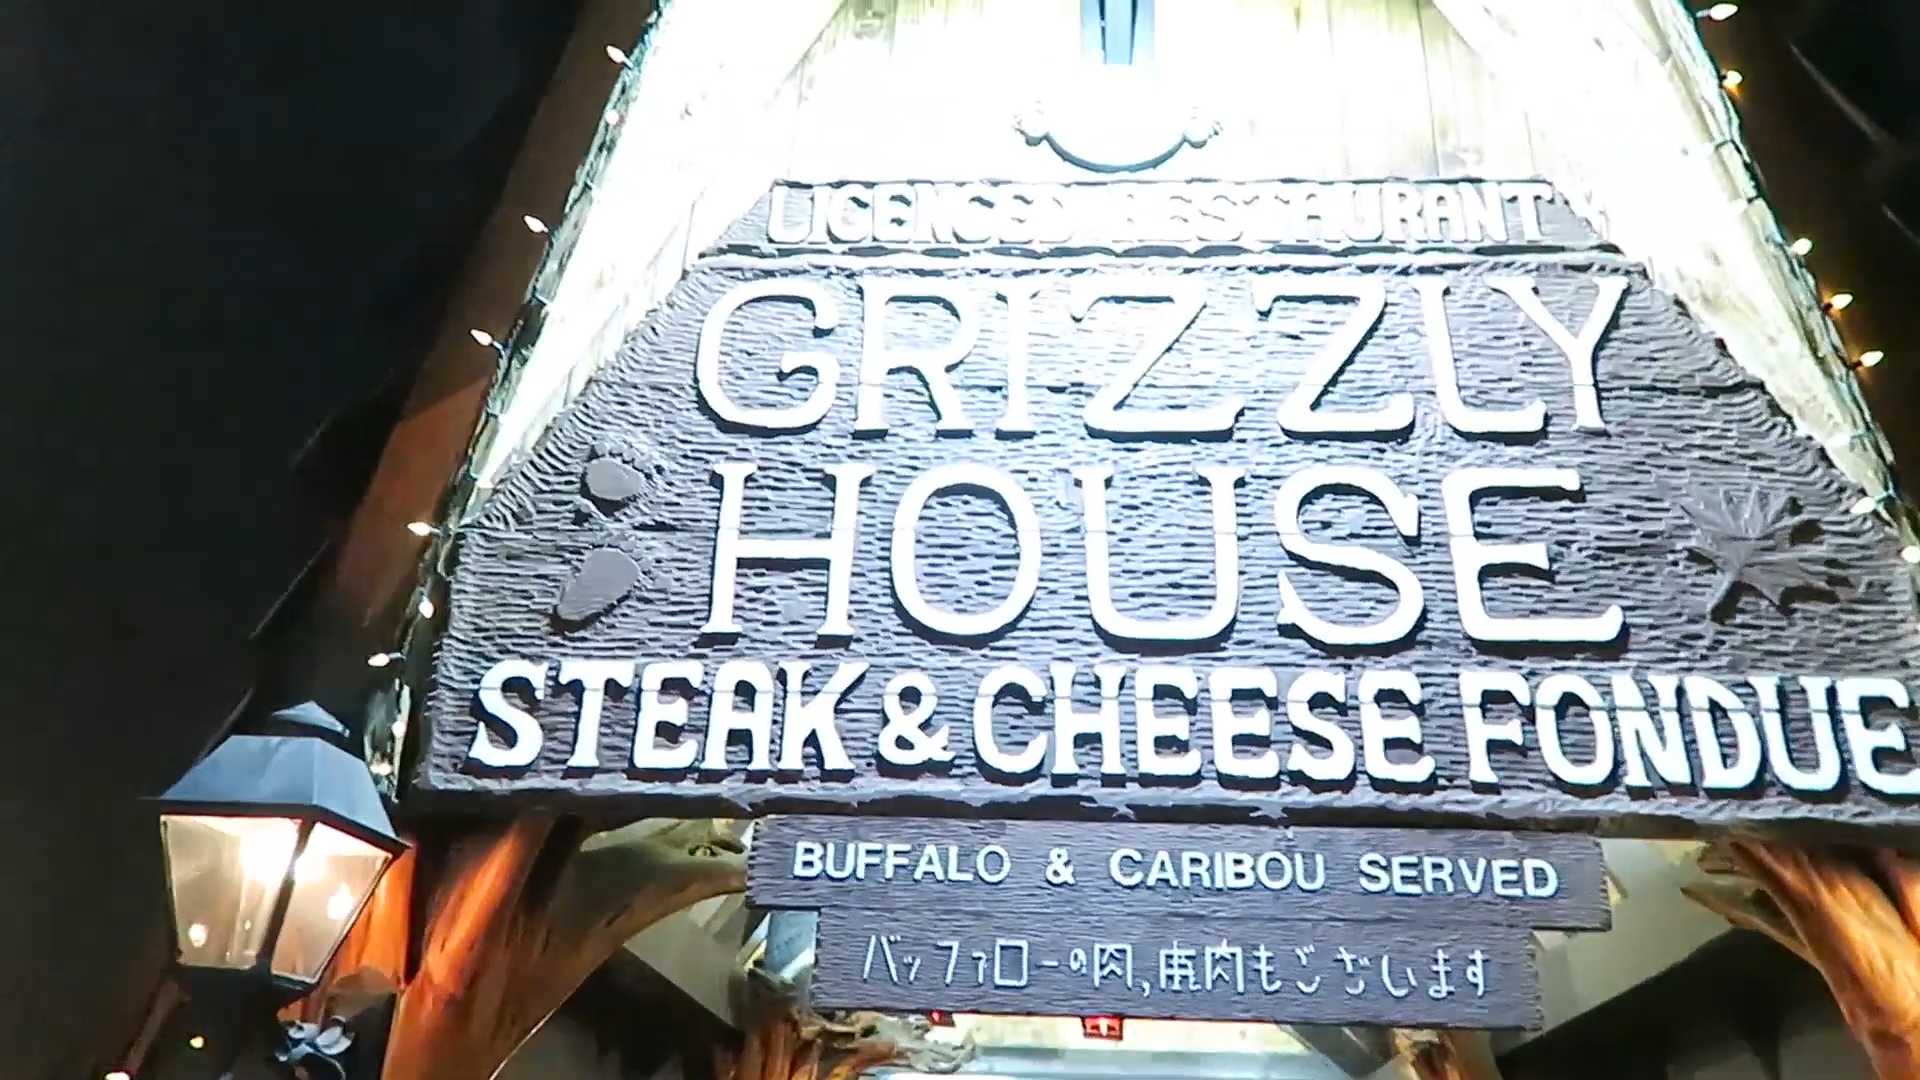 LICENSED RESTAURANT
GRIZZLY
HOUSE
STEAK & CHEESE FONDUE
BUFFALO & CARIBOU SERVED
バッファローの肉,鹿肉もございます